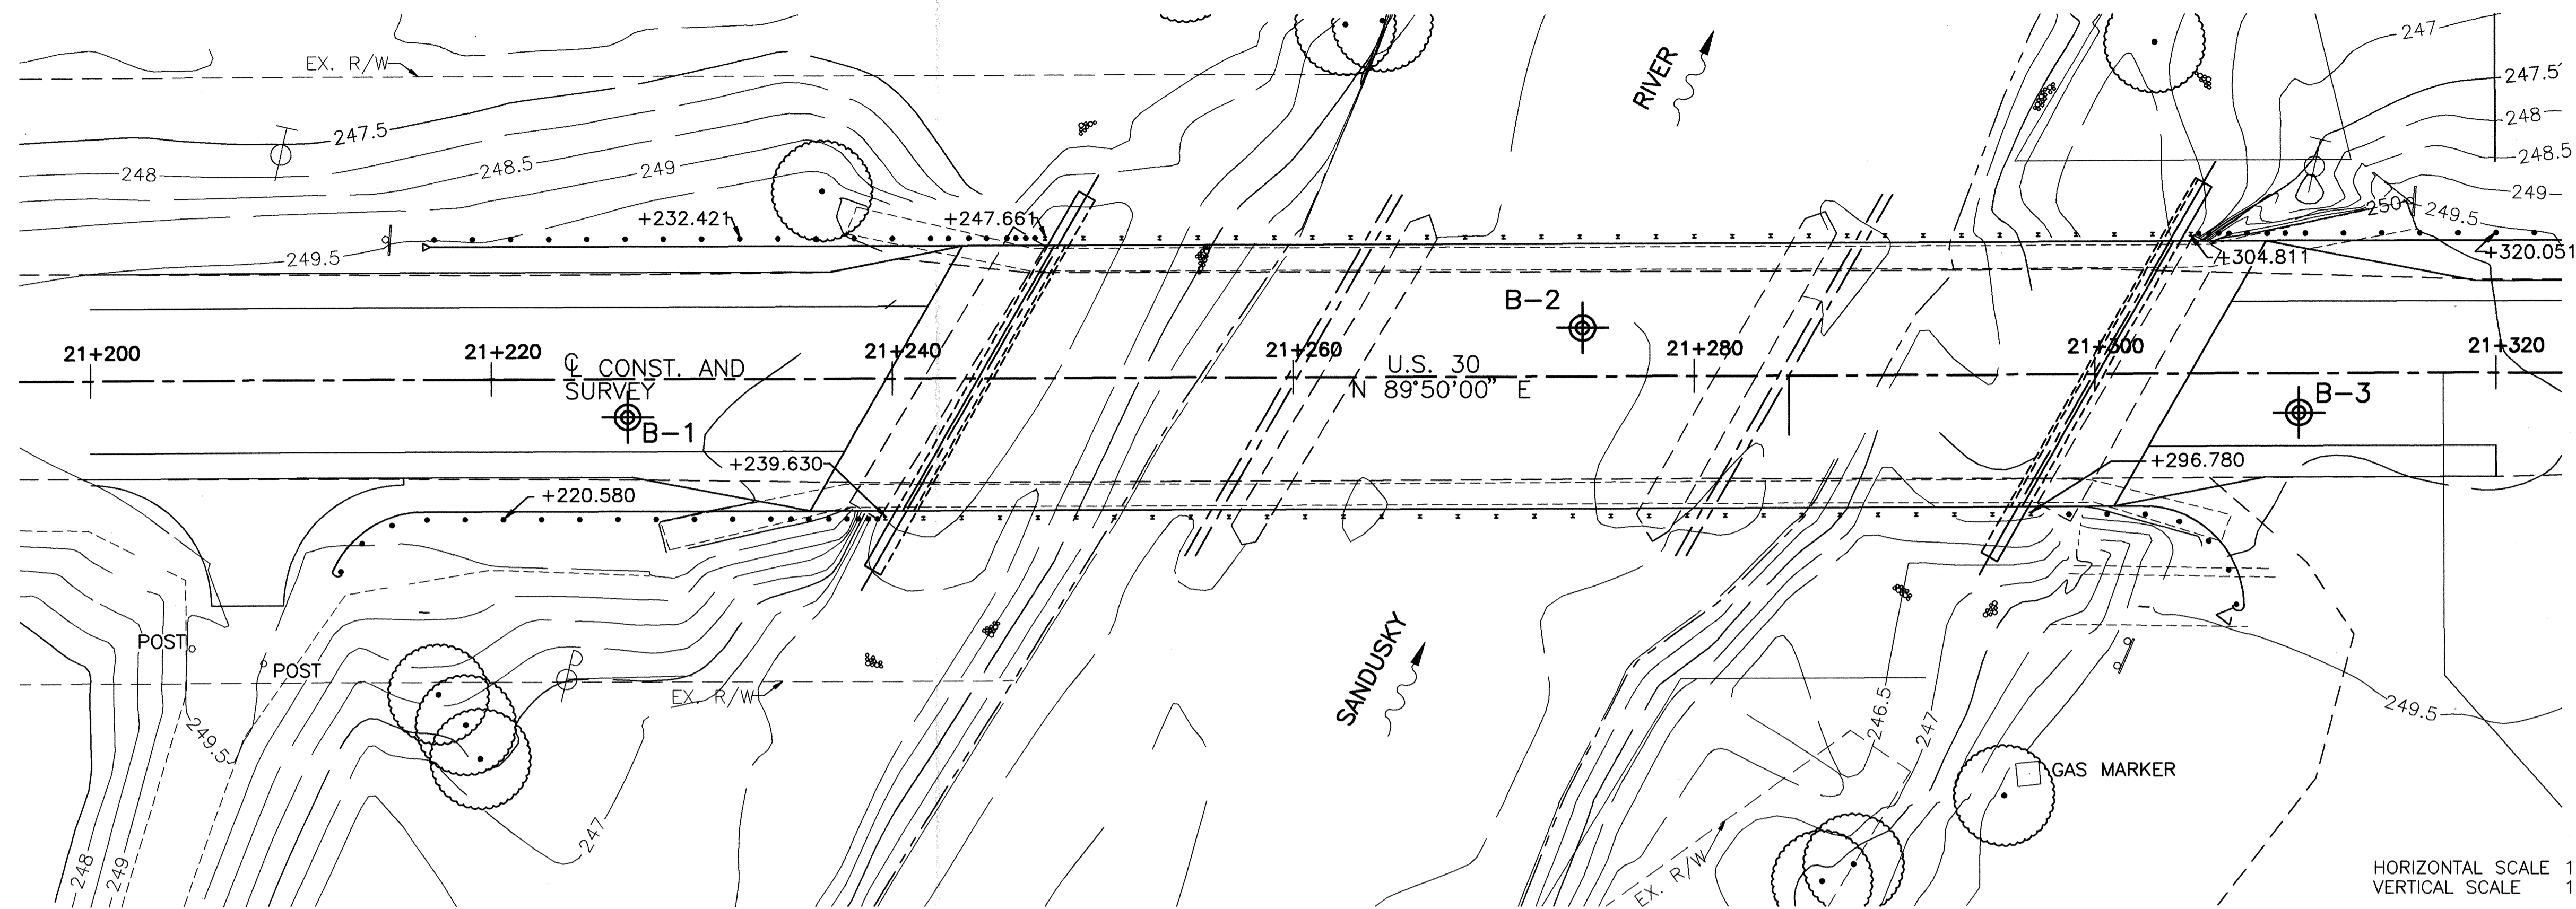 247
EX. R/W
RIVER
247.5'
248
247.5
248.5
248
248.5
249
249
250
249.5
+232.421
+247.661
249.5
+304.811
+320.051
B-2
21+200
21+220
21+240
21+260
21+280
21+300
21+320
℄ CONST. AND
SURVEY
U.S. 30
N 89°50'00" E
B-1
B-3
+239.630
+296.780
+220.580
POST
POST
EX. R/W
SANDUSKY
249.5
246.5
247
249.5
GAS MARKER
247
248
249
EX. R/W
HORIZONTAL SCALE 1
VERTICAL SCALE 1